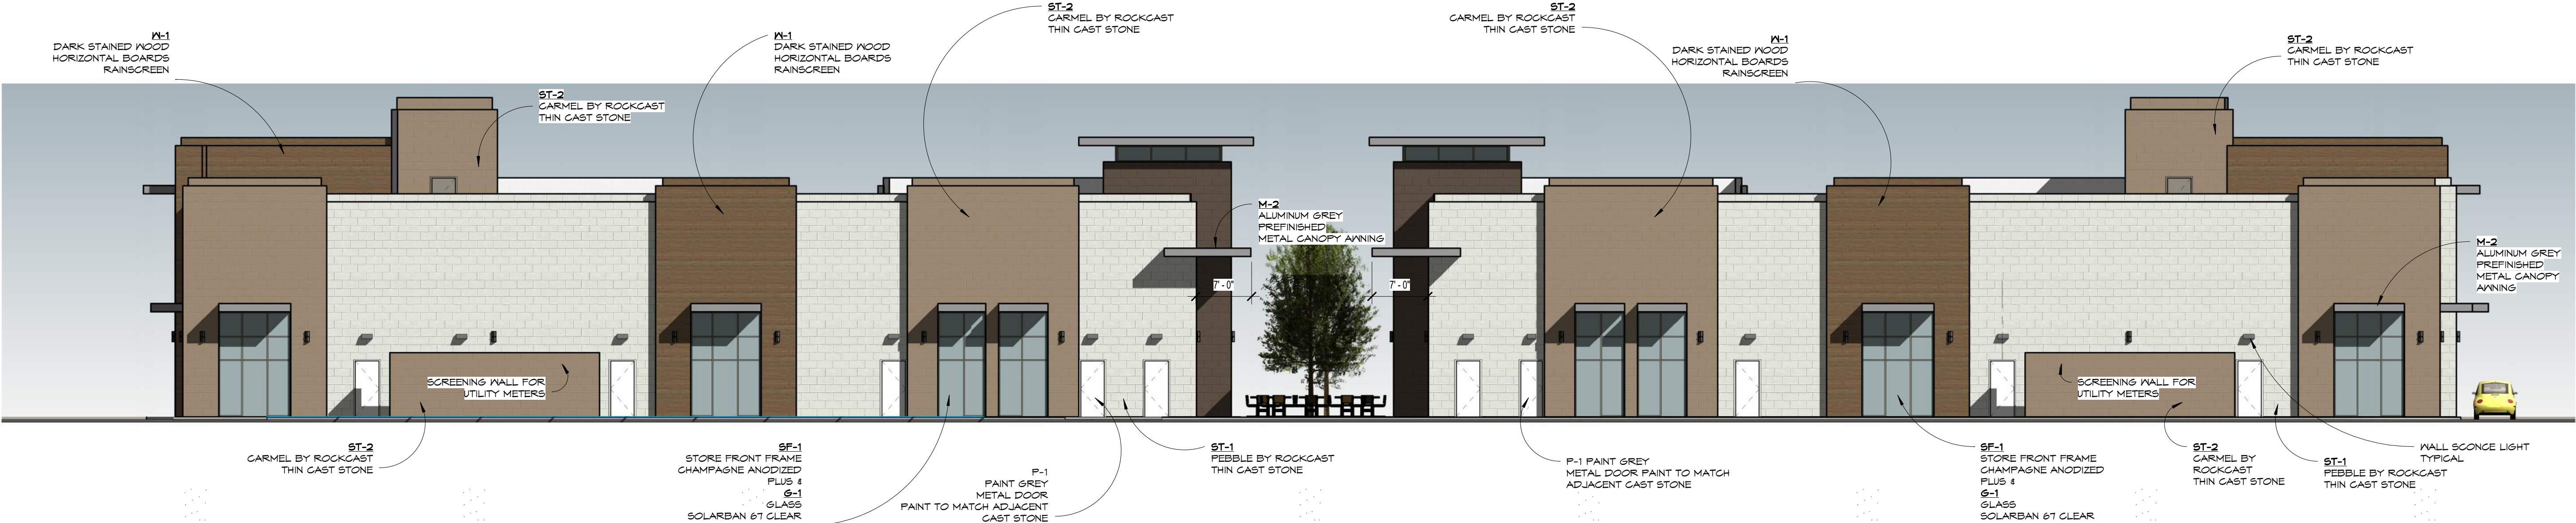 W-1
DARK STAINED WOOD
HORIZONTAL BOARDS
RAINSCREEN
ST-2
CARMEL BY ROCKCAST
THIN CAST STONE
W-1
DARK STAINED WOOD
HORIZONTAL BOARDS
RAINSCREEN
ST-2
CARMEL BY ROCKCAST
THIN CAST STONE
ST-2
CARMEL BY ROCKCAST
THIN CAST STONE
W-1
DARK STAINED WOOD
HORIZONTAL BOARDS
RAINSCREEN
ST-2
CARMEL BY ROCKCAST
THIN CAST STONE
M-2
ALUMINUM GREY
PREFINISHED
METAL CANOPY AWNING
7' - 0"
7' - 0"
M-2
ALUMINUM GREY
PREFINISHED
METAL CANOPY
AWNING
SCREENING WALL FOR
UTILITY METERS
SCREENING WALL FOR
UTILITY METERS
ST-2
CARMEL BY ROCKCAST
THIN CAST STONE
SF-1
STORE FRONT FRAME
CHAMPAGNE ANODIZED
PLUS &
G-1
GLASS
SOLARBAN 67 CLEAR
P-1
PAINT GREY
METAL DOOR
PAINT TO MATCH ADJACENT
CAST STONE
ST-1
PEBBLE BY ROCKCAST
THIN CAST STONE
P-1 PAINT GREY
METAL DOOR PAINT TO MATCH
ADJACENT CAST STONE
SF-1
STORE FRONT FRAME
CHAMPAGNE ANODIZED
PLUS &
G-1
GLASS
SOLARBAN 67 CLEAR
ST-2
CARMEL BY
ROCKCAST
THIN CAST STONE
ST-1
PEBBLE BY ROCKCAST
THIN CAST STONE
WALL SCONCE LIGHT
TYPICAL